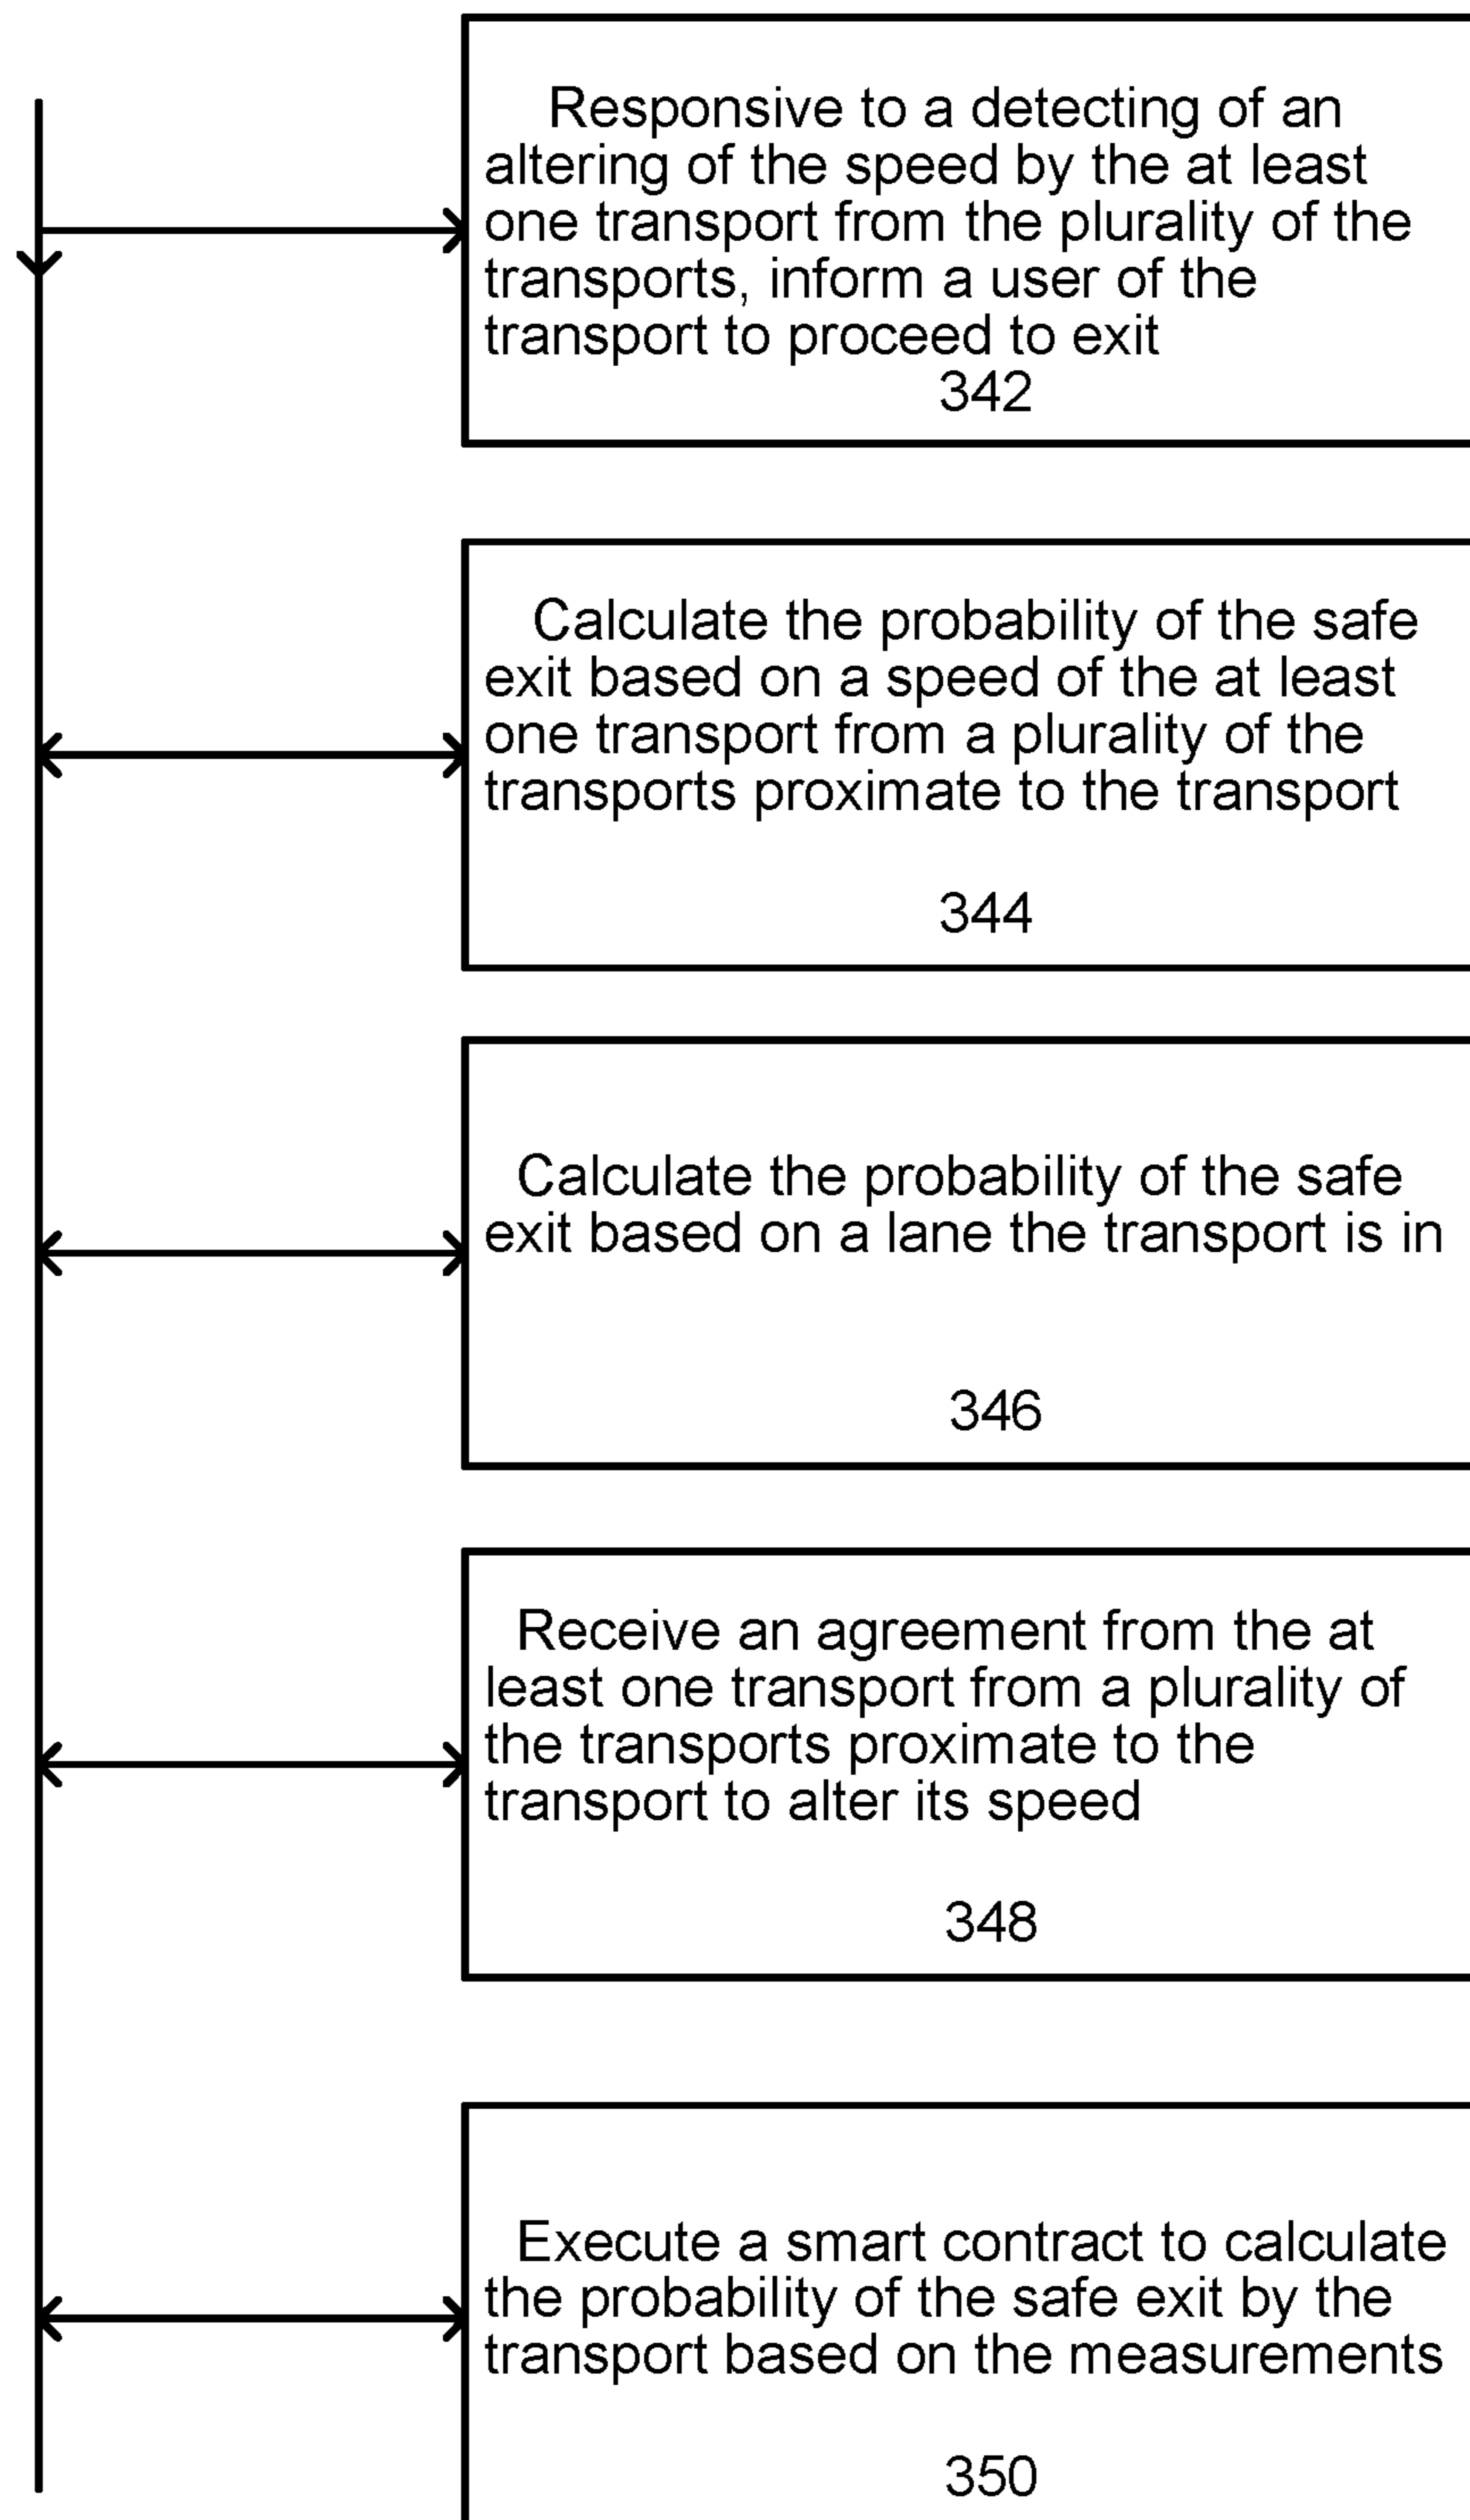 Responsive to a detecting of an
altering of the speed by the at least
one transport from the plurality of the
transports, inform a user of the
transport to proceed to exit
342
Calculate the probability of the safe
exit based on a speed of the at least
one transport from a plurality of the
transports proximate to the transport
344
Calculate the probability of the safe
exit based on a lane the transport is in
346
Receive an agreement from the at
least one transport from a plurality of
the transports proximate to the
transport to alter its speed
348
Execute a smart contract to calculate
the probability of the safe exit by the
transport based on the measurements
350